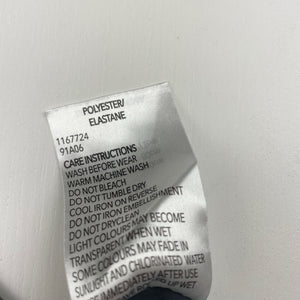 POLYESTER/
ELASTANE
1167724
91A06
CARE INSTRUCTIONS
WASH BEFORE WEAR
WARM MACHINE WASH
DO NOT BLEACH
DO NOT TUMBLE DRY
COOL IRON ON REVERSE
DO NOT IRON EMBELLISHMENT
DO NOT DRYCLEAN
LIGHT COLOURS MAY BECOME
TRANSPARENT WHEN WET
SOME COLOURS MAY FADE IN
SUNLIGHT AND CHLORINATED WATER
IMMEDIATELY AFTER USE
UP WET